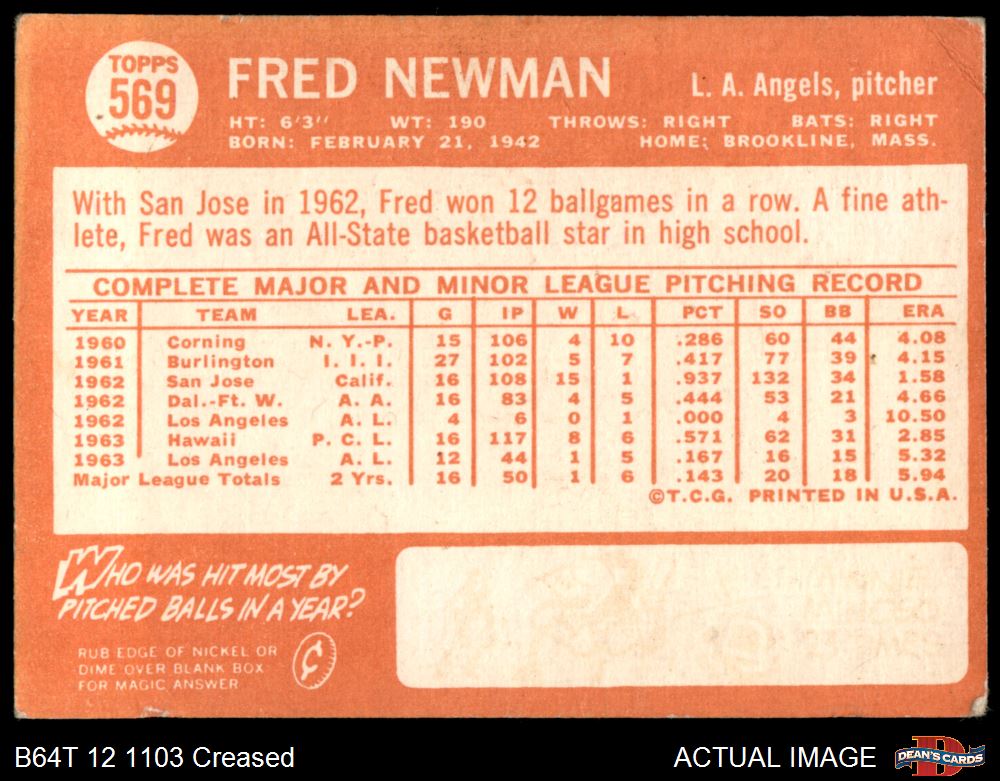 TOPPS
569
FRED NEWMAN
L. A. Angels, pitcher
HT: 6'3" WT: 190 THROWS: RIGHT BATS: RIGHT
BORN: FEBRUARY 21, 1942 HOME: BROOKLINE, MASS.
With San Jose in 1962, Fred won 12 ballgames in a row. A fine ath-
lete, Fred was an All-State basketball star in high school.
COMPLETE MAJOR AND MINOR LEAGUE PITCHING RECORD
YEAR TEAM LEA. G IP W L PCT SO BB ERA
1960 Corning N. Y.-P. 15 106 4 10 .286 60 44 4.08
1961 Burlington I. I. I. 27 102 5 7 .417 77 39 4.15
1962 San Jose Calif. 16 108 15 1 .937 132 34 1.58
1962 Dal.-Ft. W. A. A. 16 83 4 5 .444 53 21 4.66
1962 Los Angeles A. L. 4 6 0 1 .000 4 3 10.50
1963 Hawaii P. C. L. 16 117 8 6 .571 62 31 2.85
1963 Los Angeles A. L. 12 44 1 5 .167 16 15 5.32
Major League Totals 2 Yrs. 16 50 1 6 .143 20 18 5.94
©T.C.G. PRINTED IN U.S.A.
WHO WAS HIT MOST BY
PITCHED BALLS IN A YEAR?
RUB EDGE OF NICKEL OR
DIME OVER BLANK BOX
FOR MAGIC ANSWER
¢
B64T 12 1103 Creased
ACTUAL IMAGE
D
DEAN'S CARDS